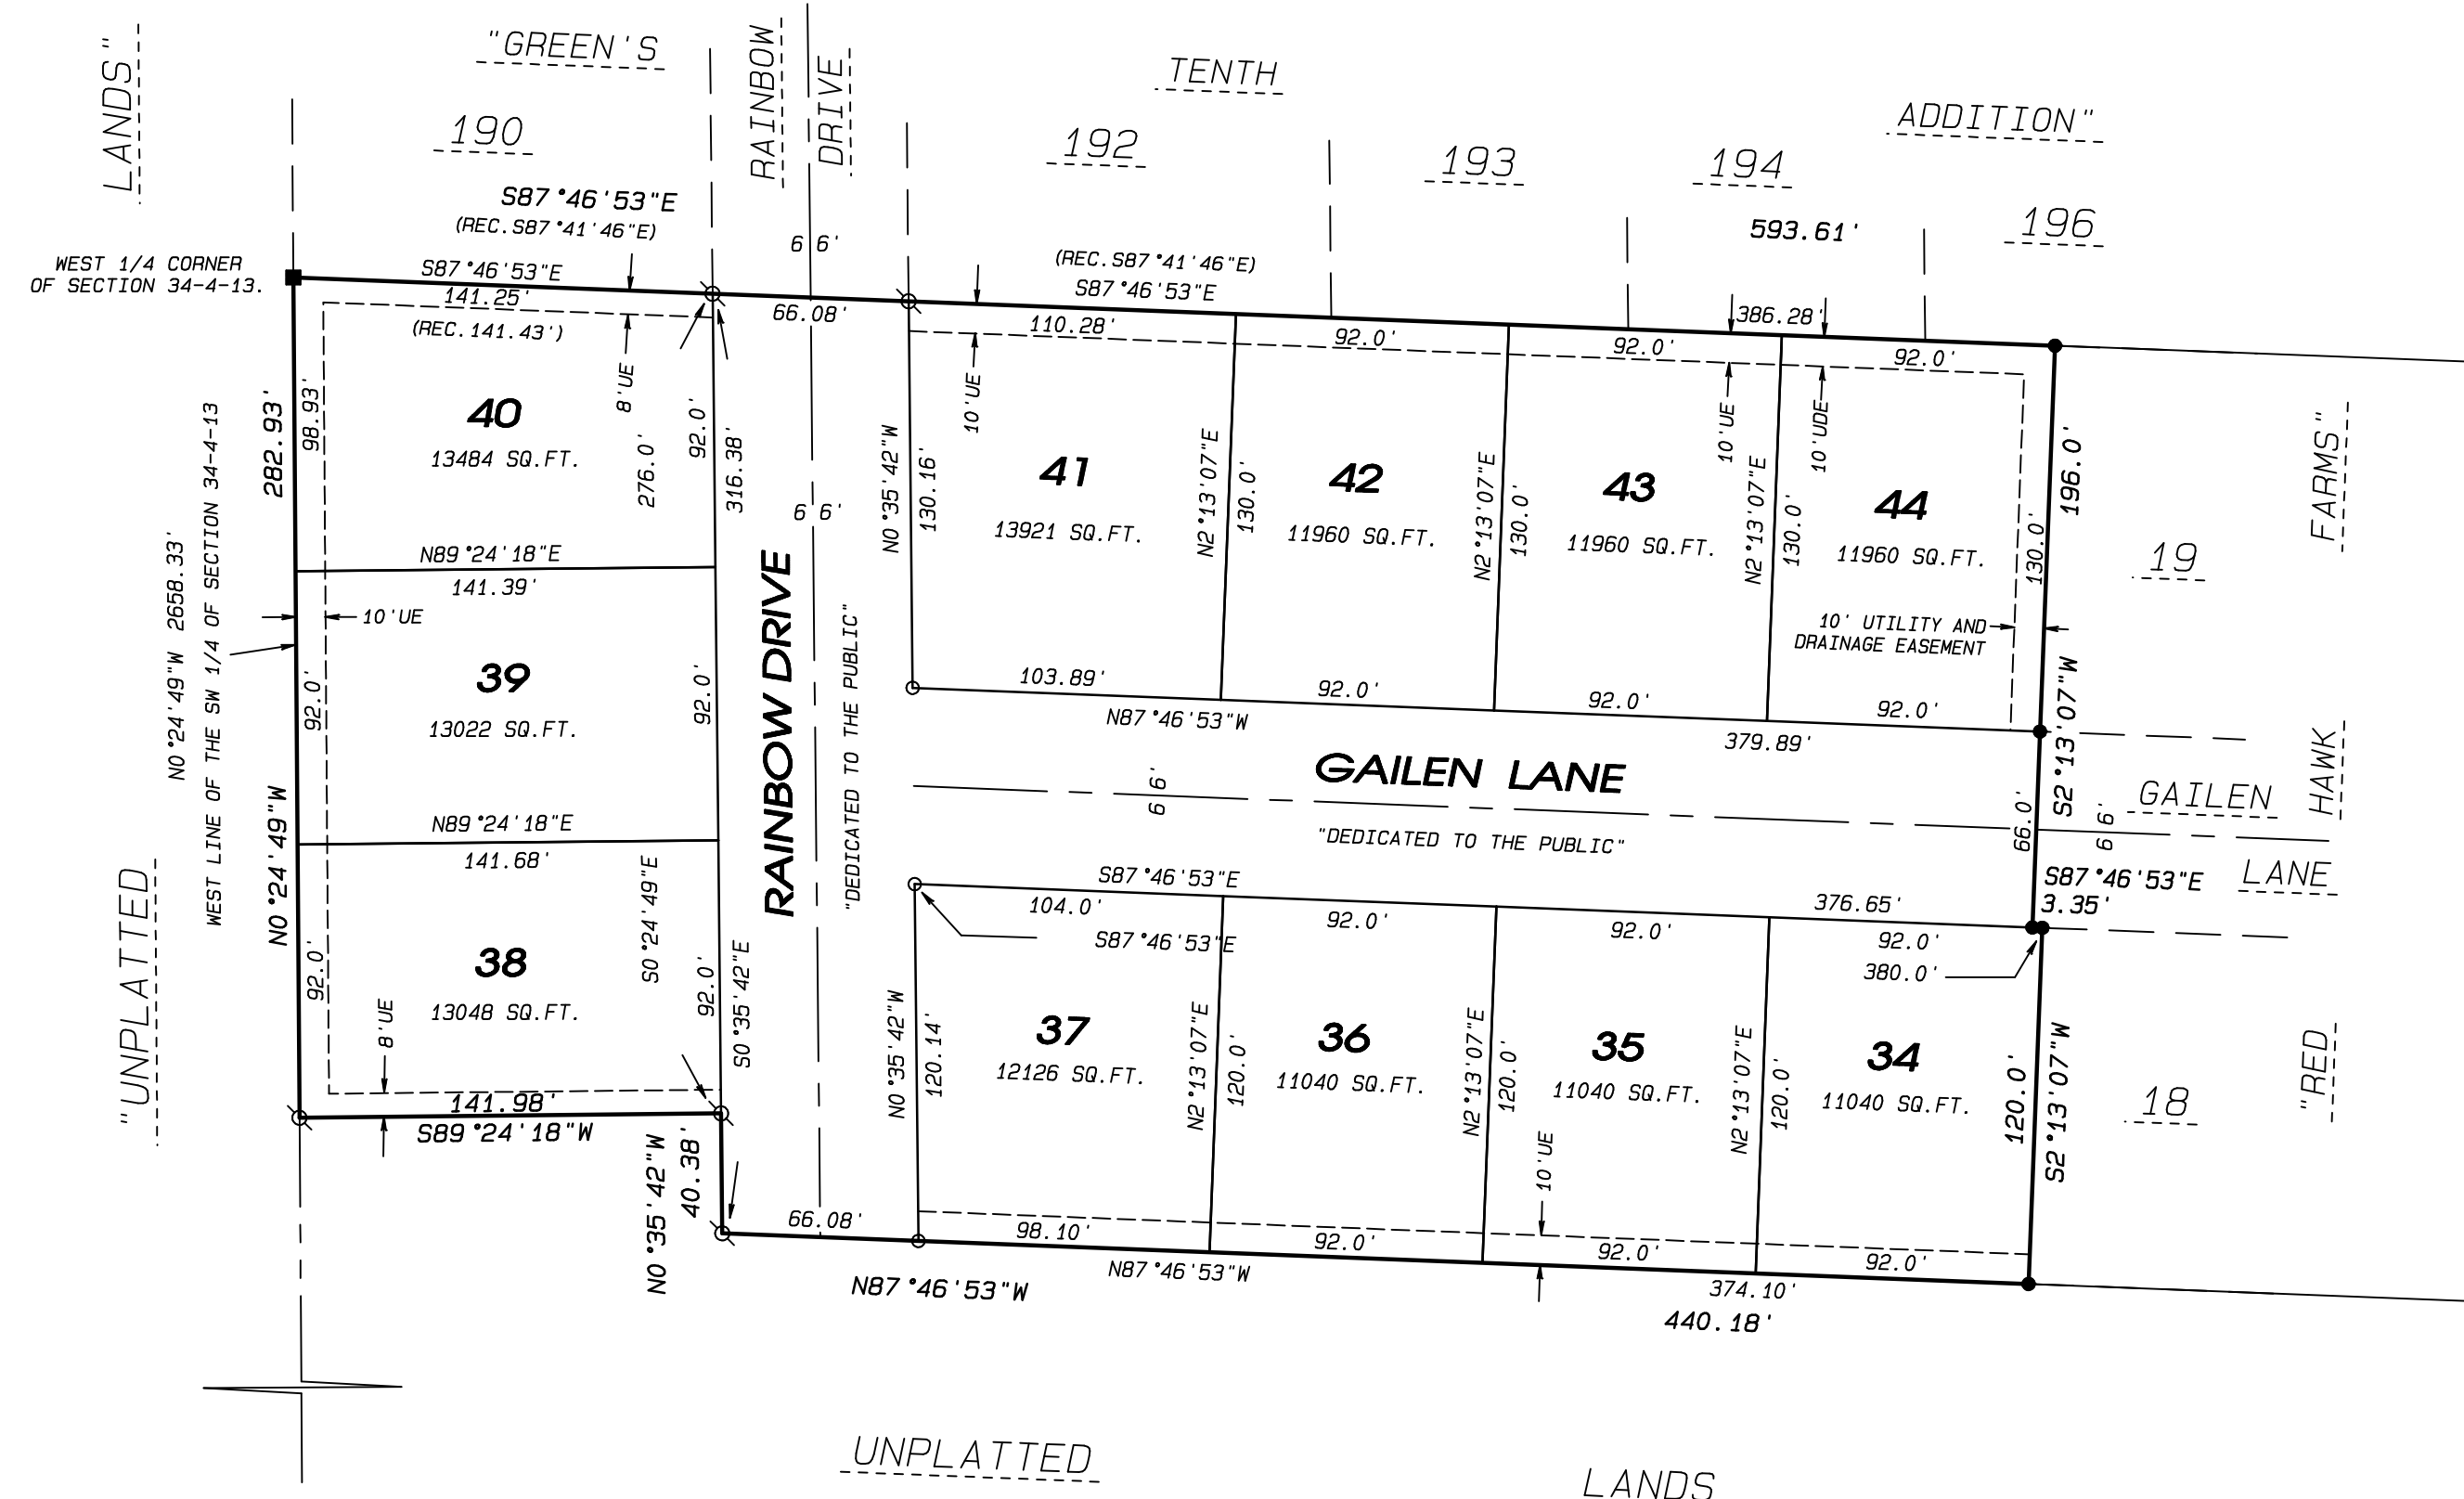 "GREEN'S
TENTH
ADDITION"
LANDS"
RAINBOW
DRIVE
190
192
193
194
196
S87°46'53"E
(REC.S87°41'46"E)
593.61'
WEST 1/4 CORNER
OF SECTION 34-4-13.
S87°46'53"E
141.25'
(REC.141.43')
6 6'
66.08'
(REC.S87°41'46"E)
S87°46'53"E
110.28'
92.0'
92.0'
386.28'
92.0'
282.93'
98.93'
40
13484 SQ.FT.
8'UE
276.0'
92.0'
316.38'
N0°35'42"W
130.16'
10'UE
41
13921 SQ.FT.
N2°13'07"E
130.0'
42
11960 SQ.FT.
N2°13'07"E
130.0'
43
11960 SQ.FT.
10'UE
N2°13'07"E
130.0'
10'UDE
44
11960 SQ.FT.
130.0'
196.0'
10' UTILITY AND
DRAINAGE EASEMENT
19
FARMS"
6 6'
N0°24'49"W 2658.33'
WEST LINE OF THE SW 1/4 OF SECTION 34-4-13
N89°24'18"E
141.39'
10'UE
92.0'
39
13022 SQ.FT.
92.0'
RAINBOW DRIVE
"DEDICATED TO THE PUBLIC"
103.89'
92.0'
92.0'
92.0'
N87°46'53"W
379.89'
S2°13'07"W
GAILEN LANE
6 6'
"DEDICATED TO THE PUBLIC"
66.0'
6 6'
GAILEN
LANE
HAWK
N0°24'49"W
N89°24'18"E
141.68'
S0°24'49"E
S87°46'53"E
104.0'
S87°46'53"E
92.0'
92.0'
376.65'
92.0'
380.0'
S87°46'53"E
3.35'
"UNPLATTED
92.0'
38
13048 SQ.FT.
8'UE
92.0'
S0°35'42"E
141.98'
S89°24'18"W
N0°35'42"W
40.38'
N0°35'42"W
120.14'
37
12126 SQ.FT.
N2°13'07"E
120.0'
36
11040 SQ.FT.
N2°13'07"E
120.0'
35
11040 SQ.FT.
10'UE
N2°13'07"E
120.0'
34
11040 SQ.FT.
120.0'
S2°13'07"W
18
"RED
66.08'
98.10'
92.0'
92.0'
92.0'
N87°46'53"W
N87°46'53"W
374.10'
440.18'
UNPLATTED
LANDS